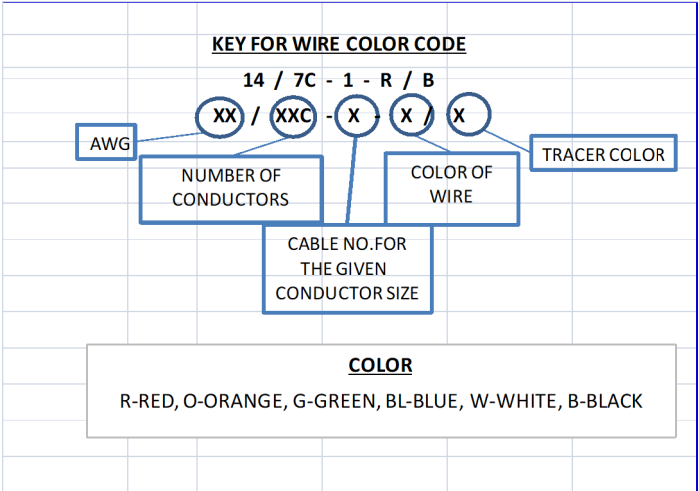 KEY FOR WIRE COLOR CODE
14 / 7C - 1 - R / B
XX / XXC - X - X / X
AWG
NUMBER OF
CONDUCTORS
CABLE NO.FOR
THE GIVEN
CONDUCTOR SIZE
COLOR OF
WIRE
TRACER COLOR
COLOR
R-RED, O-ORANGE, G-GREEN, BL-BLUE, W-WHITE, B-BLACK